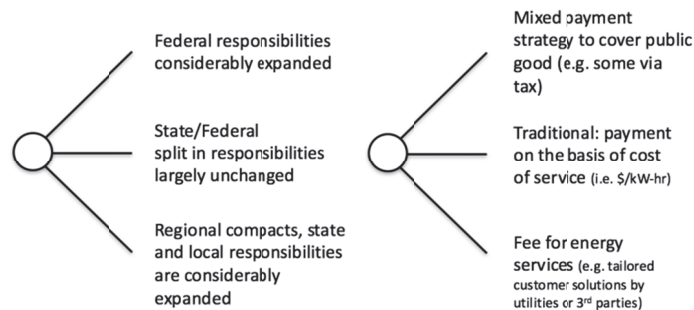 Federal responsibilities
considerably expanded
State/Federal
split in responsibilities
largely unchanged
Regional compacts, state
and local responsibilities
are considerably
expanded
Mixed payment
strategy to cover public
good (e.g. some via
tax)
Traditional: payment
on the basis of cost
of service (i.e. $/kW-hr)
Fee for energy
services (e.g. tailored
customer solutions by
utilities or 3rd parties)